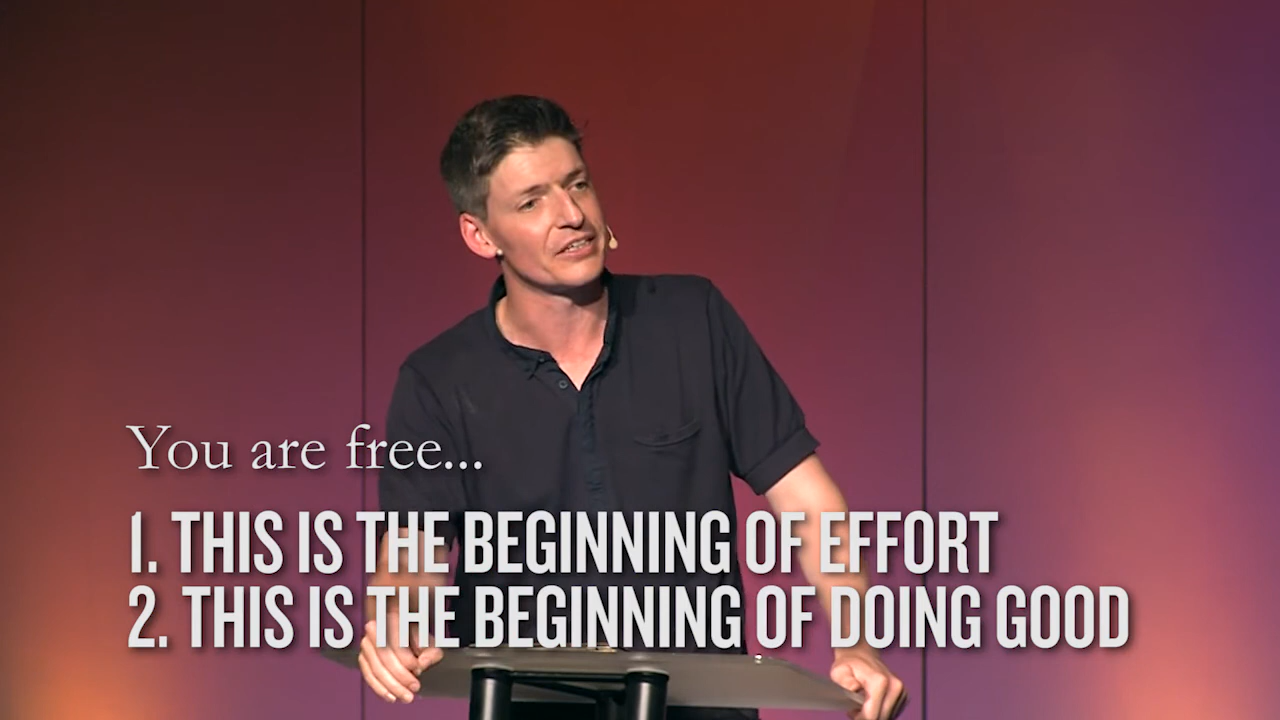 You are free...
1. THIS IS THE BEGINNING OF EFFORT
2. THIS IS THE BEGINNING OF DOING GOOD